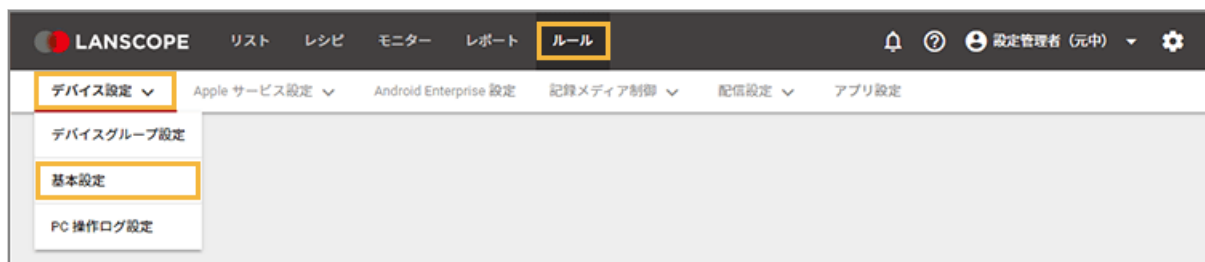 LANSCOPE リスト レシピ モニター レポート ルール 設定管理者 (元中)
デバイス設定 Apple サービス設定 Android Enterprise 設定 記録メディア制御 配信設定 アプリ設定
デバイスグループ設定
基本設定
PC 操作ログ設定